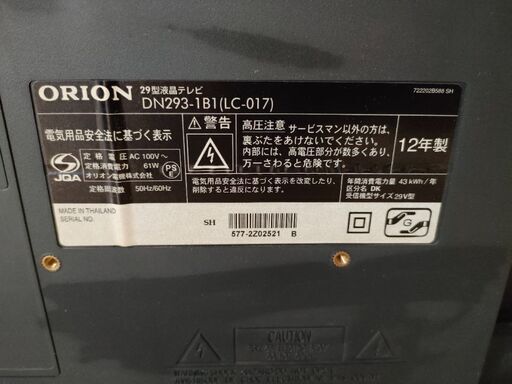 ORION
29型液晶テレビ
DN293-1B1(LC-017)
722202B588 SH
電気用品安全法に基づく表示
JQA
定格電圧 AC 100V~
定格消費電力 61W
オリオン電機株式会社
定格周波数 50Hz/60Hz
PS
E
警告
高圧注意 サービスマン以外の方は、
裏ぶたをあけないでください。
内部には、高電圧部分が数多くあり、
万一さわると危険です。
電気用品安全法に基づく表示を改変したり、
削除すると違反になります。
12年製
年間消費電力量 43 kWh/年
区分名 DK
受信機型サイズ 29V型
G
MADE IN THAILAND
SERIAL NO.
SH
577-2Z02521 B
CAUTION